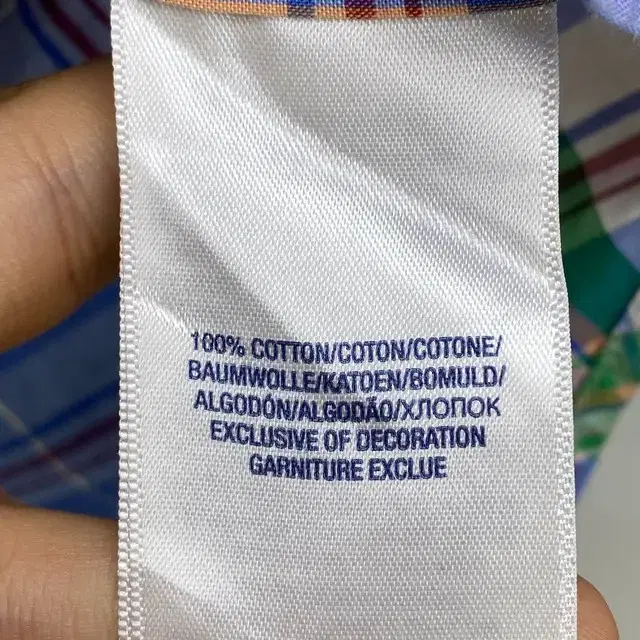 100% COTTON/COTON/COTONE/
BAUMWOLLE/KATOEN/BOMULD/
ALGODÓN/ALGODÃO/ХЛОПОК
EXCLUSIVE OF DECORATION
GARNITURE EXCLUE